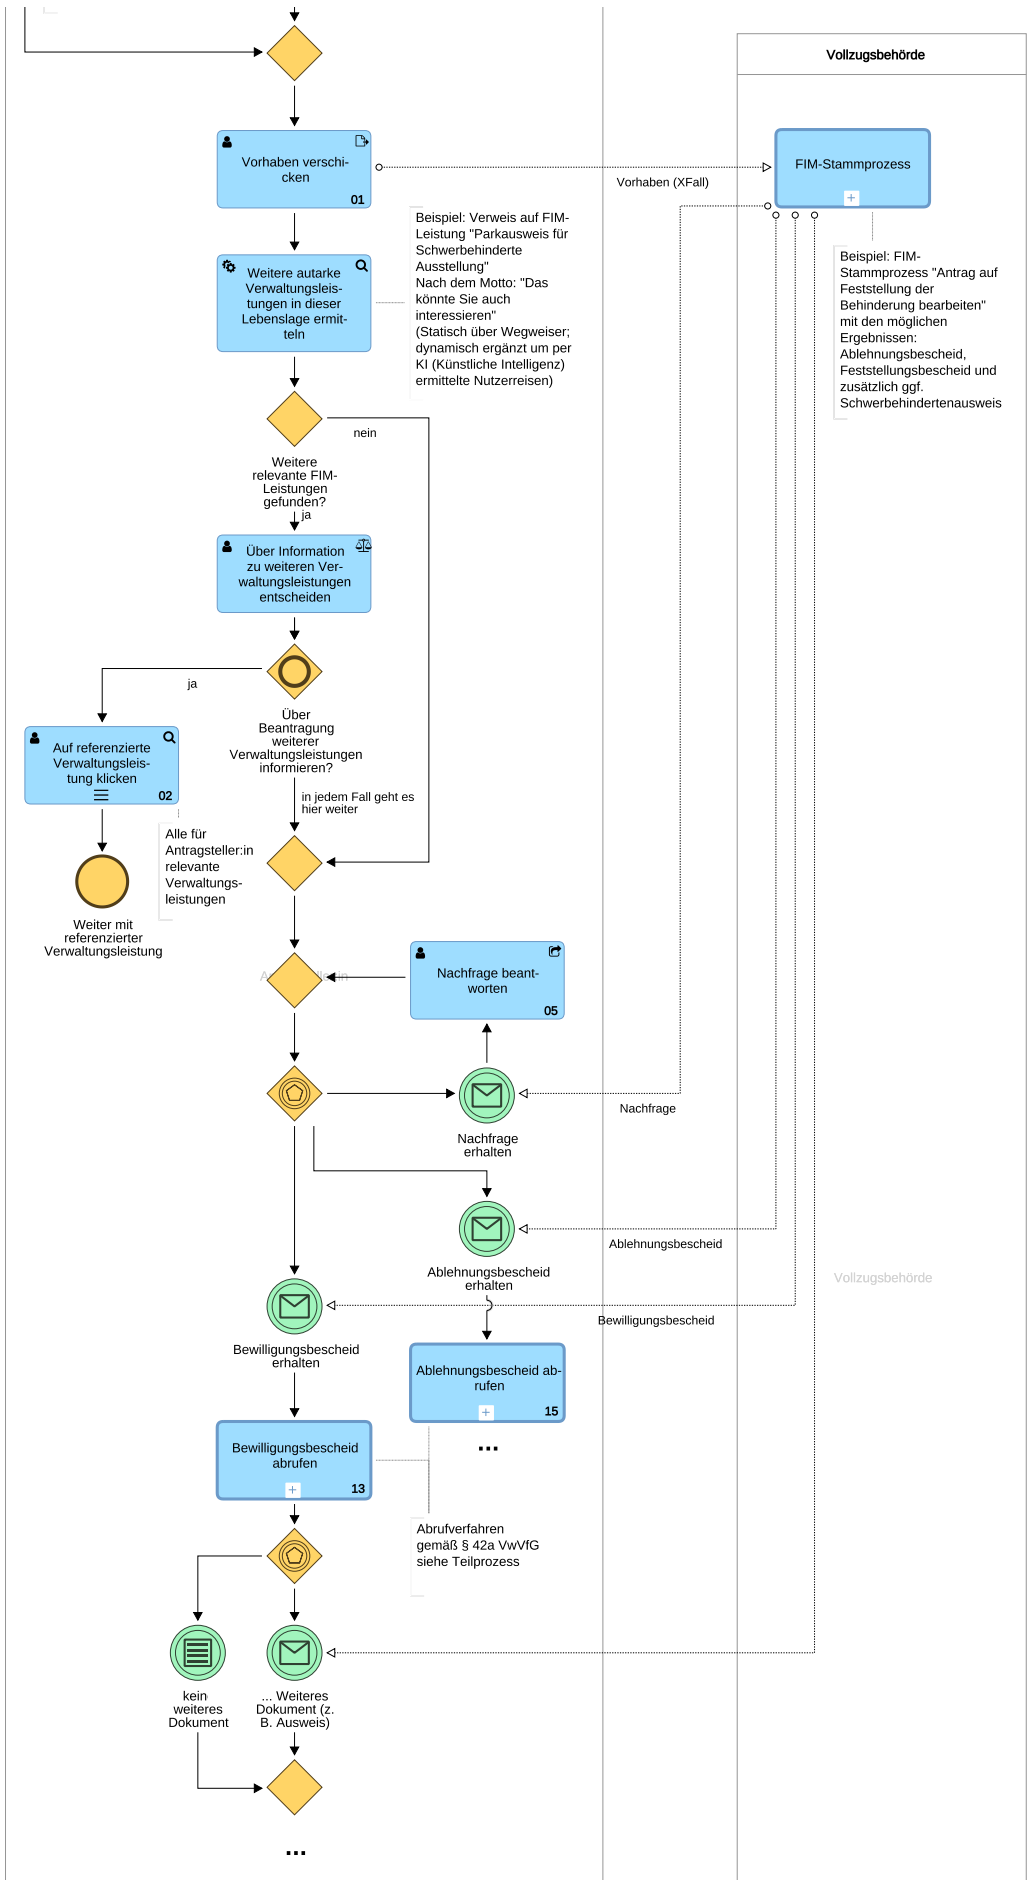 Vollzugsbehörde
Vorhaben verschi-
cken
01
Vorhaben (XFall)
FIM-Stammprozess
Beispiel: Verweis auf FIM-
Leistung "Parkausweis für
Schwerbehinderte
Ausstellung"
Nach dem Motto: "Das
könnte Sie auch
interessieren"
(Statisch über Wegweiser;
dynamisch ergänzt um per
KI (Künstliche Intelligenz)
ermittelte Nutzerreisen)
Beispiel: FIM-
Stammprozess "Antrag auf
Feststellung der
Behinderung bearbeiten"
mit den möglichen
Ergebnissen:
Ablehnungsbescheid,
Feststellungsbescheid und
zusätzlich ggf.
Schwerbehindertenausweis
Weitere autarke
Verwaltungsleis-
tungen in dieser
Lebenslage ermit-
teln
nein
Weitere
relevante FIM-
Leistungen
gefunden?
ja
Über Information
zu weiteren Ver-
waltungsleistungen
entscheiden
ja
Über
Beantragung
weiterer
Verwaltungsleistungen
informieren?
Auf referenzierte
Verwaltungsleis-
tung klicken
02
in jedem Fall geht es
hier weiter
Alle für
Antragsteller:in
relevante
Verwaltungs-
leistungen
Weiter mit
referenzierter
Verwaltungsleistung
Nachfrage beant-
worten
05
Nachfrage
erhalten
Nachfrage
Ablehnungsbescheid
Ablehnungsbescheid
erhalten
Vollzugsbehörde
Bewilligungsbescheid
Bewilligungsbescheid
erhalten
Ablehnungsbescheid ab-
rufen
15
...
Bewilligungsbescheid
abrufen
13
Abrufverfahren
gemäß § 42a VwVfG
siehe Teilprozess
kein
weiteres
Dokument
... Weiteres
Dokument (z.
B. Ausweis)
...